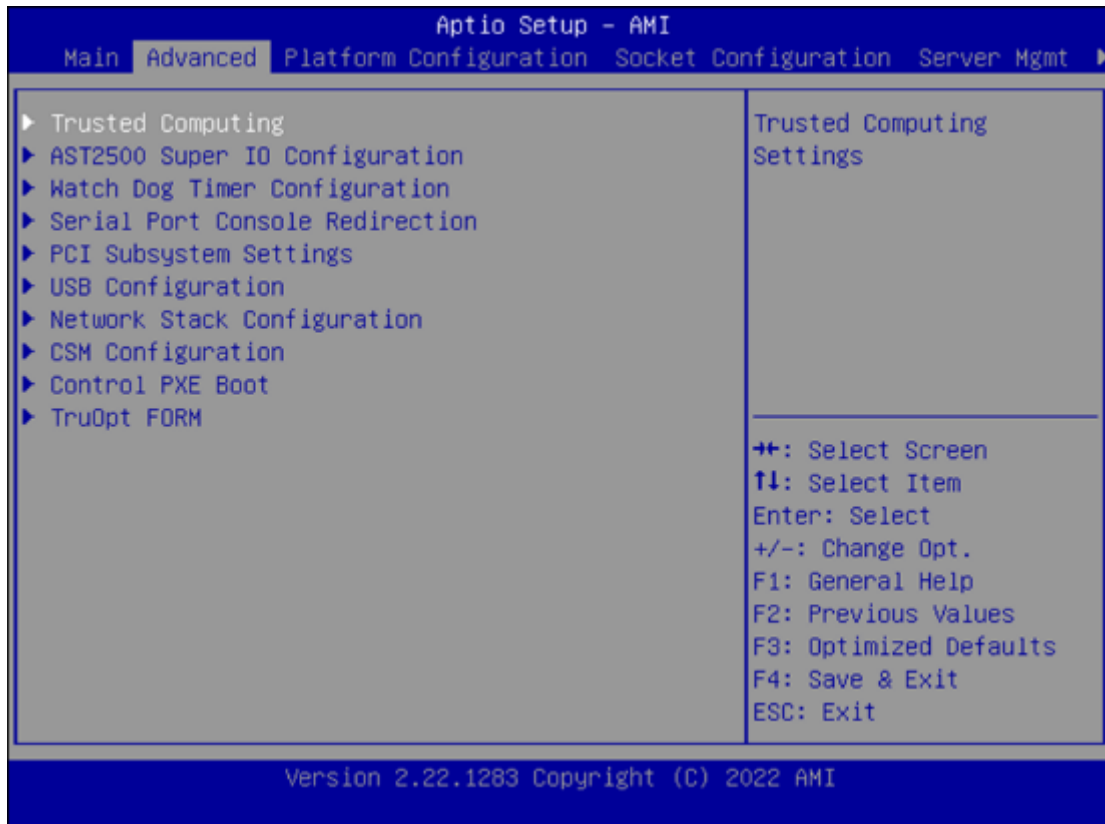 Aptio Setup – AMI
Main Advanced Platform Configuration Socket Configuration Server Mgmt ▶
▶ Trusted Computing
▶ AST2500 Super IO Configuration
▶ Watch Dog Timer Configuration
▶ Serial Port Console Redirection
▶ PCI Subsystem Settings
▶ USB Configuration
▶ Network Stack Configuration
▶ CSM Configuration
▶ Control PXE Boot
▶ TruOpt FORM
Trusted Computing
Settings
→←: Select Screen
↑↓: Select Item
Enter: Select
+/-: Change Opt.
F1: General Help
F2: Previous Values
F3: Optimized Defaults
F4: Save & Exit
ESC: Exit
Version 2.22.1283 Copyright (C) 2022 AMI